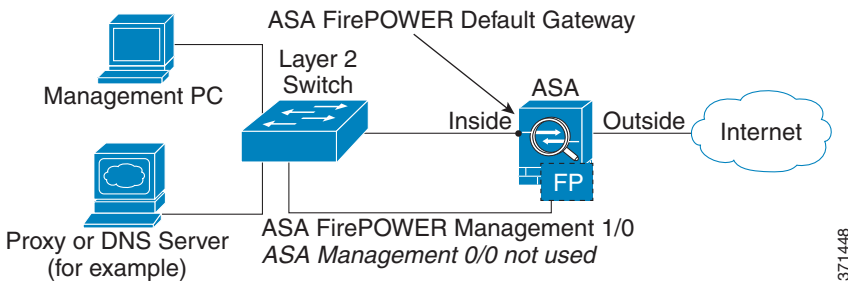 ASA FirePOWER Default Gateway
Layer 2
Switch
ASA
Management PC
Inside
Outside
Internet
FP
Proxy or DNS Server
(for example)
ASA FirePOWER Management 1/0
ASA Management 0/0 not used
371448